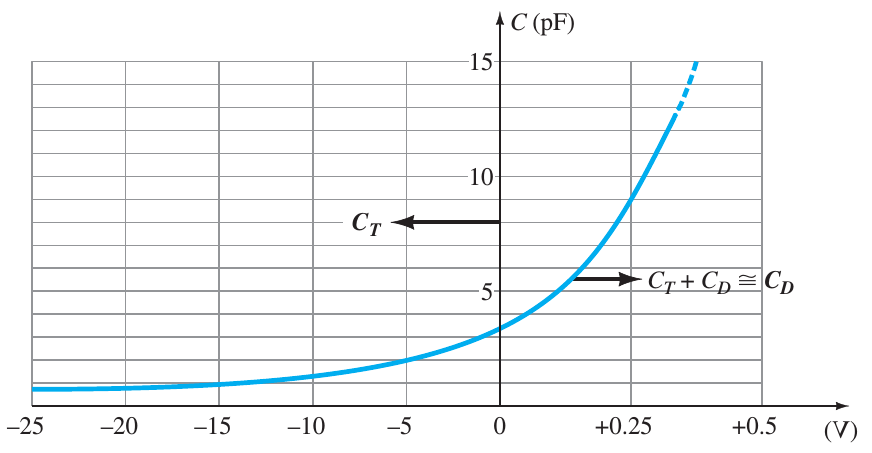 C (pF)
15
10
C_T
5
C_T + C_D ≅ C_D
–25 –20 –15 –10 –5 0 +0.25 +0.5 (V)